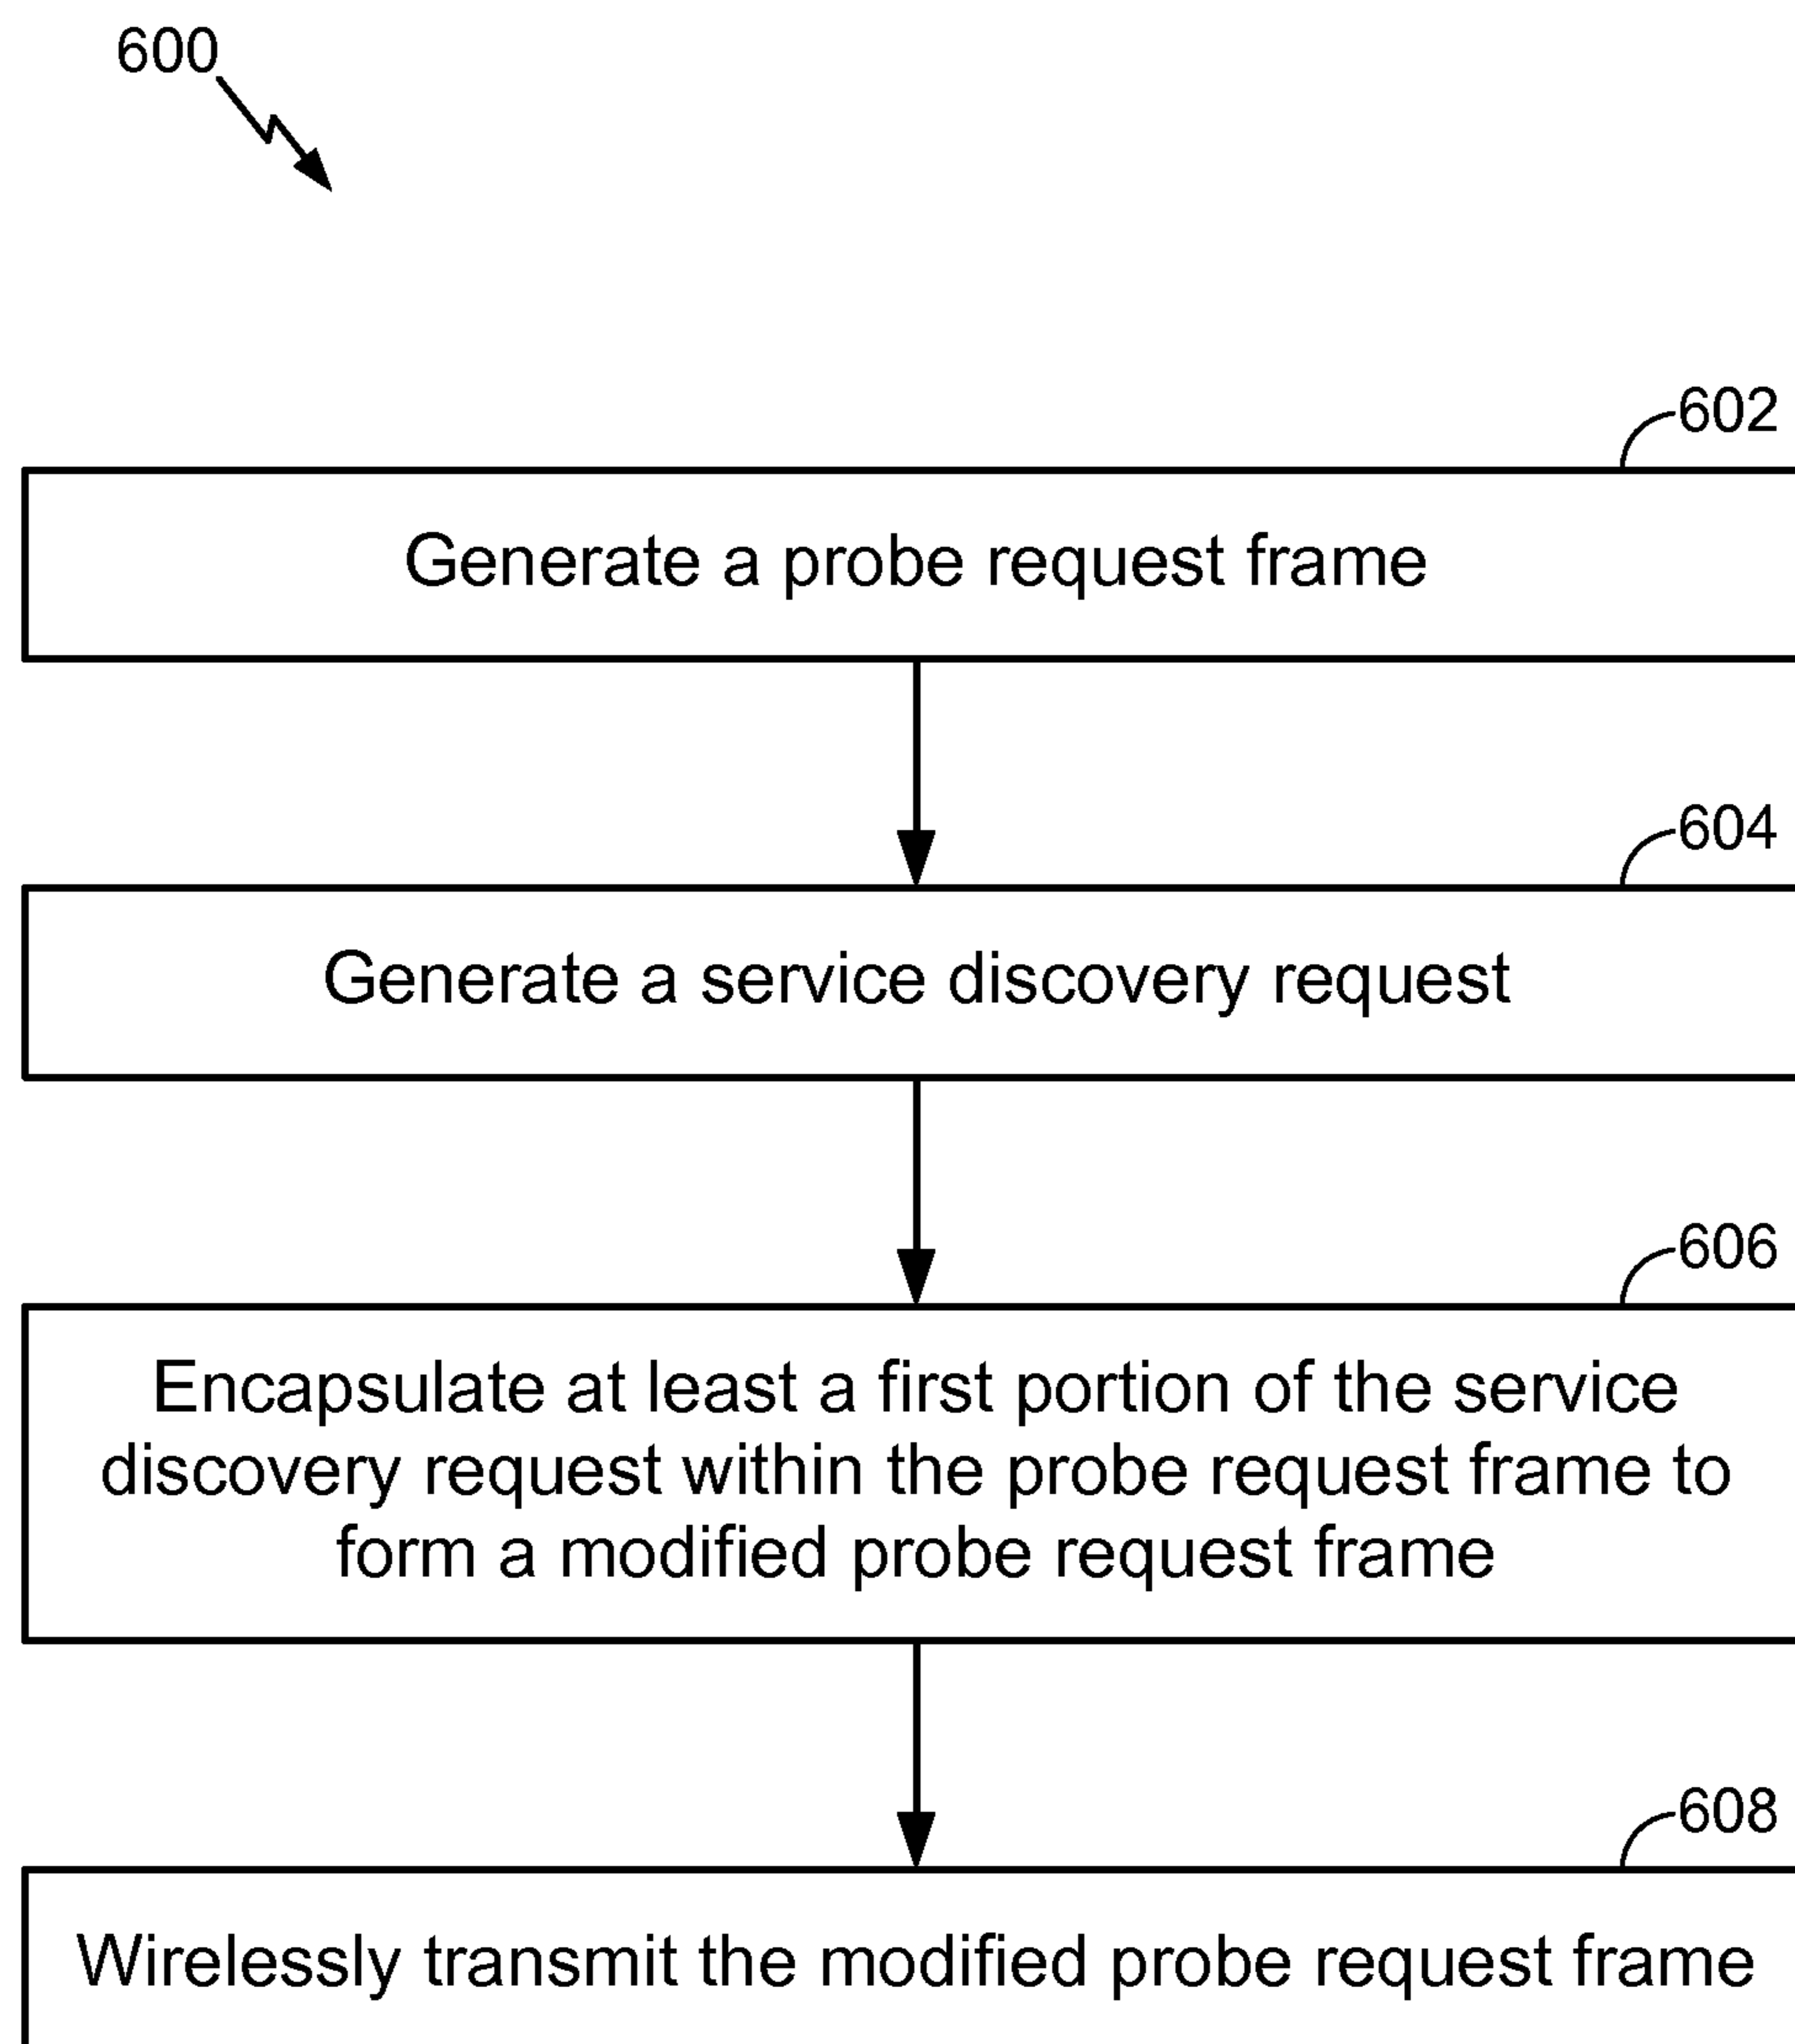 600
602
Generate a probe request frame
604
Generate a service discovery request
606
Encapsulate at least a first portion of the service
discovery request within the probe request frame to
form a modified probe request frame
608
Wirelessly transmit the modified probe request frame